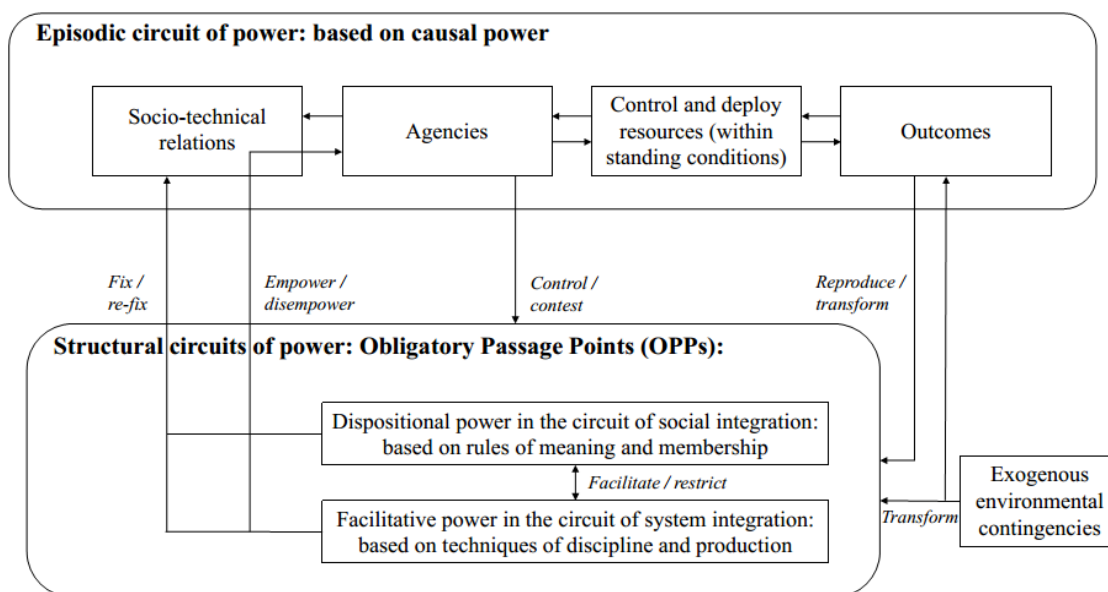 Episodic circuit of power: based on causal power
Socio-technical
relations
Agencies
Control and deploy
resources (within
standing conditions)
Outcomes
Fix /
re-fix
Empower /
disempower
Control /
contest
Reproduce /
transform
Structural circuits of power: Obligatory Passage Points (OPPs):
Dispositional power in the circuit of social integration:
based on rules of meaning and membership
Facilitate / restrict
Facilitative power in the circuit of system integration:
based on techniques of discipline and production
Transform
Exogenous
environmental
contingencies